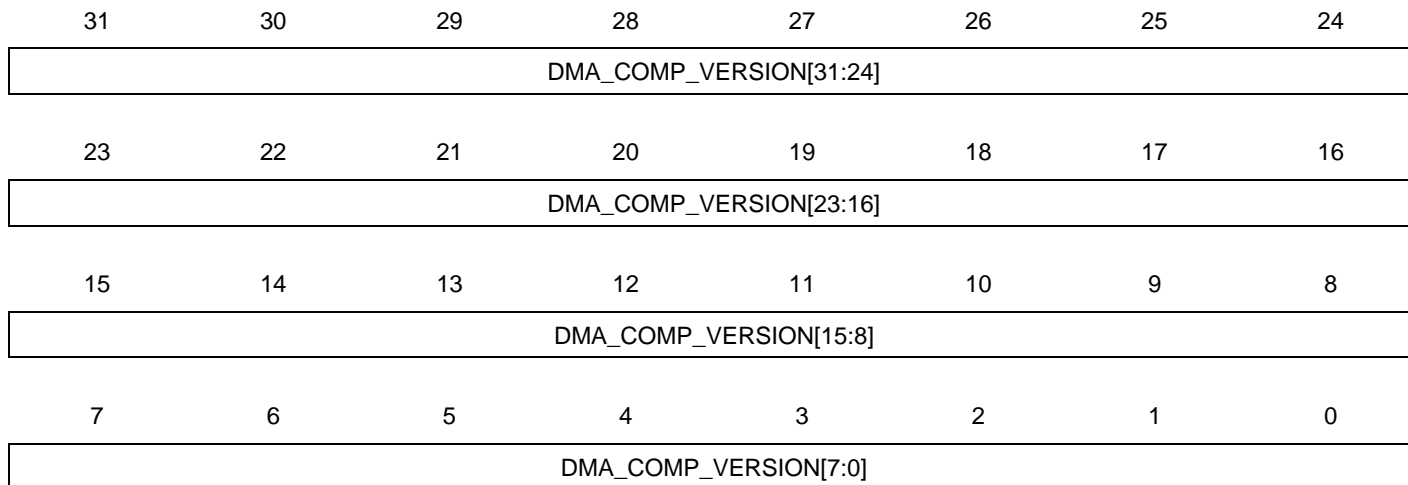 31 30 29 28 27 26 25 24
DMA_COMP_VERSION[31:24]
23 22 21 20 19 18 17 16
DMA_COMP_VERSION[23:16]
15 14 13 12 11 10 9 8
DMA_COMP_VERSION[15:8]
7 6 5 4 3 2 1 0
DMA_COMP_VERSION[7:0]